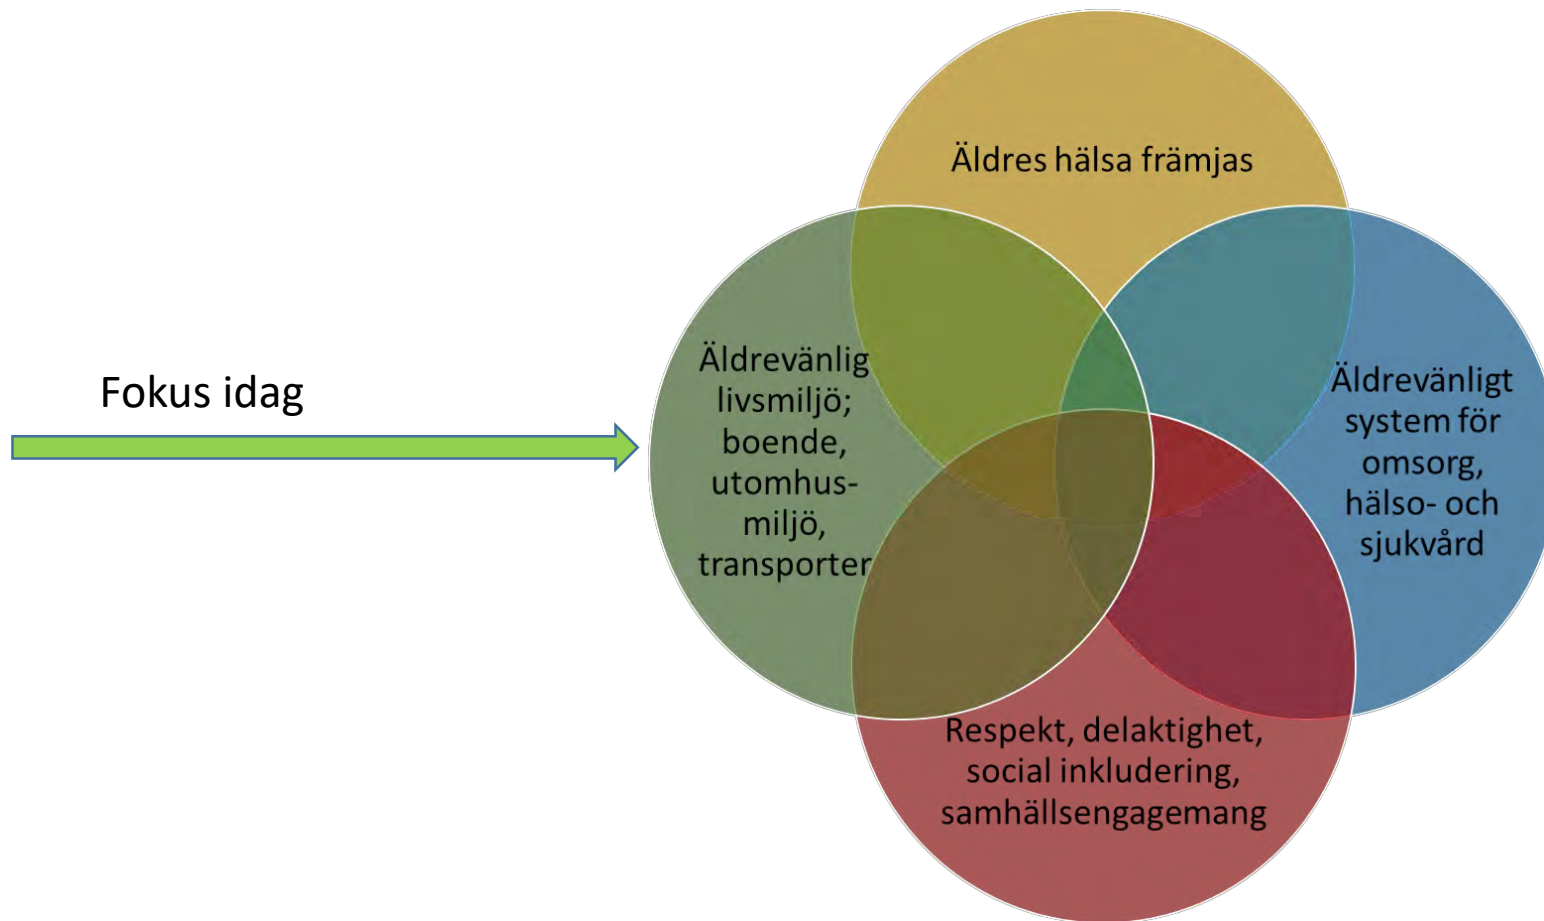 Äldres hälsa främjas
Fokus idag
Äldrevänlig
livsmiljö;
boende,
utomhus-
miljö,
transporter
Äldrevänligt
system för
omsorg,
hälso- och
sjukvård
Respekt, delaktighet,
social inkludering,
samhällsengagemang